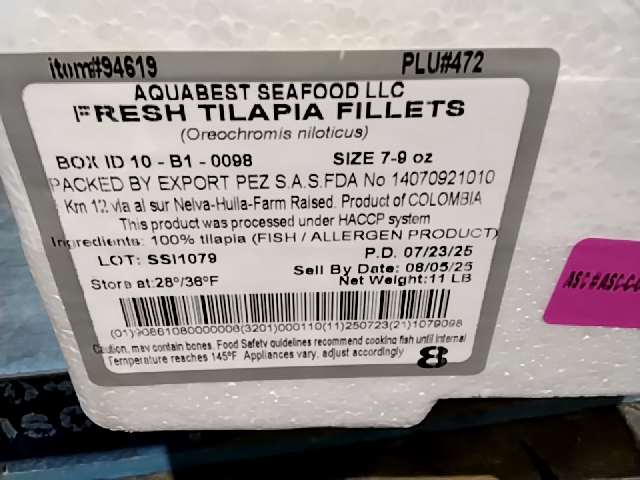 item#94619 PLU#472
AQUABEST SEAFOOD LLC
FRESH TILAPIA FILLETS
(Oreochromis niloticus)
BOX ID 10 - B1 - 0098 SIZE 7-9 oz
PACKED BY EXPORT PEZ S.A.S.FDA No 14070921010
Km 12 via al sur Neiva-Huila-Farm Raised. Product of COLOMBIA
This product was processed under HACCP system
Ingredients: 100% tilapia (FISH / ALLERGEN PRODUCT)
LOT: SSI1079 P.D. 07/23/25
Sell By Date: 08/05/25
Store at:28°/36°F Net Weight:11 LB
(01)90861080000006(3201)000110(11)250723(21)1079098
Caution, may contain bones. Food Safety guidelines recommend cooking fish until internal
Temperature reaches 145°F Appliances vary, adjust accordingly
8